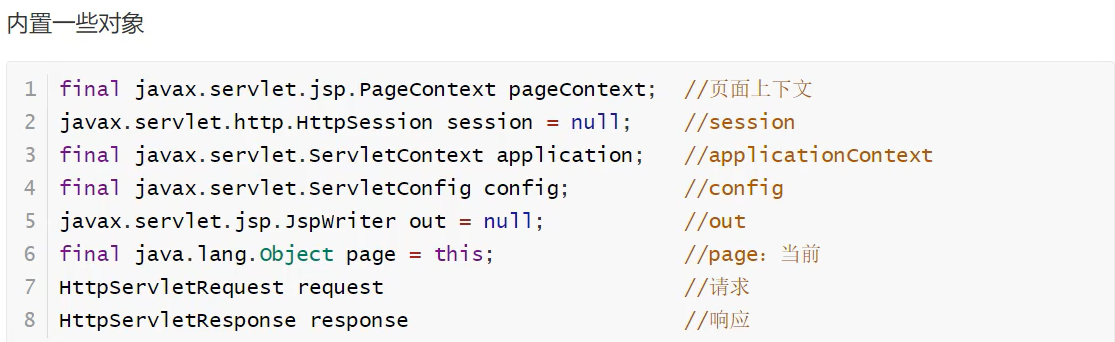 内置一些对象
1 final javax.servlet.jsp.PageContext pageContext; //页面上下文
2 javax.servlet.http.HttpSession session = null; //session
3 final javax.servlet.ServletContext application; //applicationContext
4 final javax.servlet.ServletConfig config; //config
5 javax.servlet.jsp.JspWriter out = null; //out
6 final java.lang.Object page = this; //page：当前
7 HttpServletRequest request //请求
8 HttpServletResponse response //响应